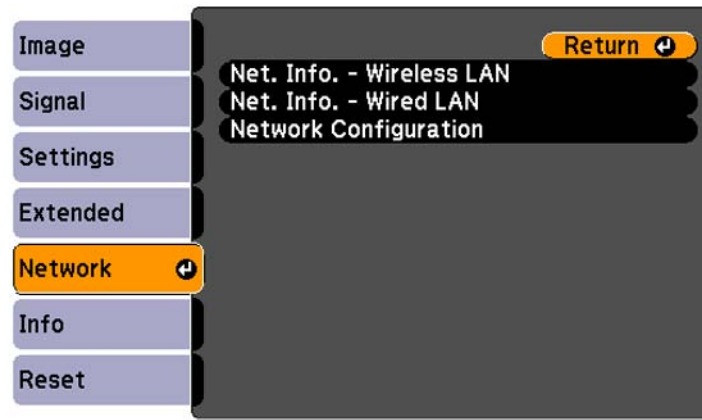 Image
Signal
Settings
Extended
Network
Info
Reset
Return
Net. Info. - Wireless LAN
Net. Info. - Wired LAN
Network Configuration